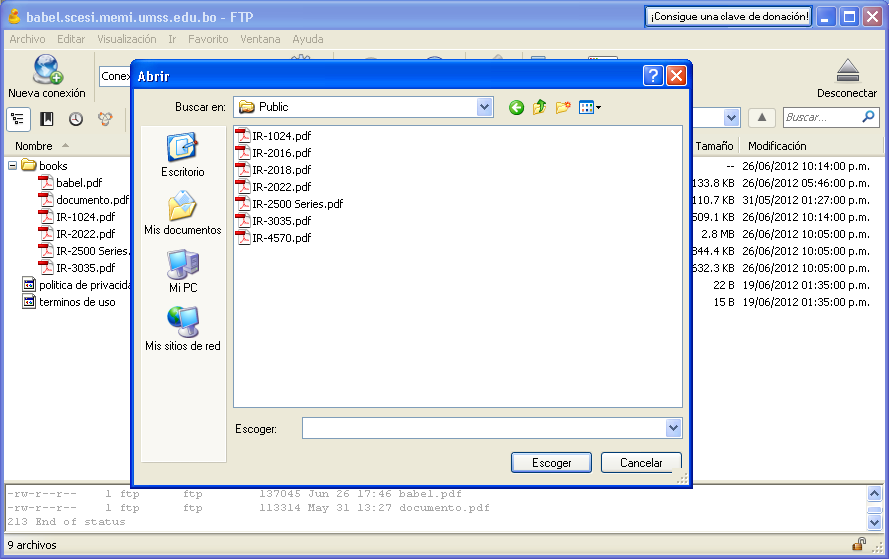 babel.scesi.memi.umss.edu.bo - FTP
¡Consigue una clave de donación!
Archivo Editar Visualización Ir Favorito Ventana Ayuda
Nueva conexión
Desconectar
Abrir
Buscar en: Public
Buscar...
Nombre
Tamaño Modificación
Escritorio
Mis documentos
Mi PC
Mis sitios de red
IR-1024.pdf
IR-2016.pdf
IR-2018.pdf
IR-2022.pdf
IR-2500 Series.pdf
IR-3035.pdf
IR-4570.pdf
Escoger:
Escoger Cancelar
books -- 26/06/2012 10:14:00 p.m.
babel.pdf 133.8 KB 26/06/2012 05:46:00 p.m.
documento.pdf 110.7 KB 31/05/2012 01:27:00 p.m.
IR-1024.pdf 509.1 KB 26/06/2012 10:14:00 p.m.
IR-2022.pdf 2.8 MB 26/06/2012 10:05:00 p.m.
IR-2500 Series. 844.4 KB 26/06/2012 10:05:00 p.m.
IR-3035.pdf 632.3 KB 26/06/2012 10:05:00 p.m.
politica de privacida 22 B 19/06/2012 01:35:00 p.m.
terminos de uso 15 B 19/06/2012 01:35:00 p.m.
-rw-r--r-- 1 ftp ftp 137045 Jun 26 17:46 babel.pdf
-rw-r--r-- 1 ftp ftp 113314 May 31 13:27 documento.pdf
213 End of status
9 archivos